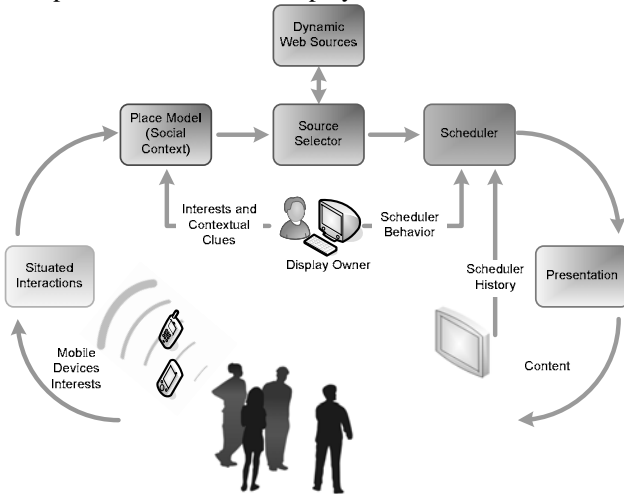 Dynamic
Web Sources
Place Model
(Social
Context)
Source
Selector
Scheduler
Interests and
Contextual
Clues
Scheduler
Behavior
Display Owner
Situated
Interactions
Scheduler
History
Presentation
Mobile
Devices
Interests
Content